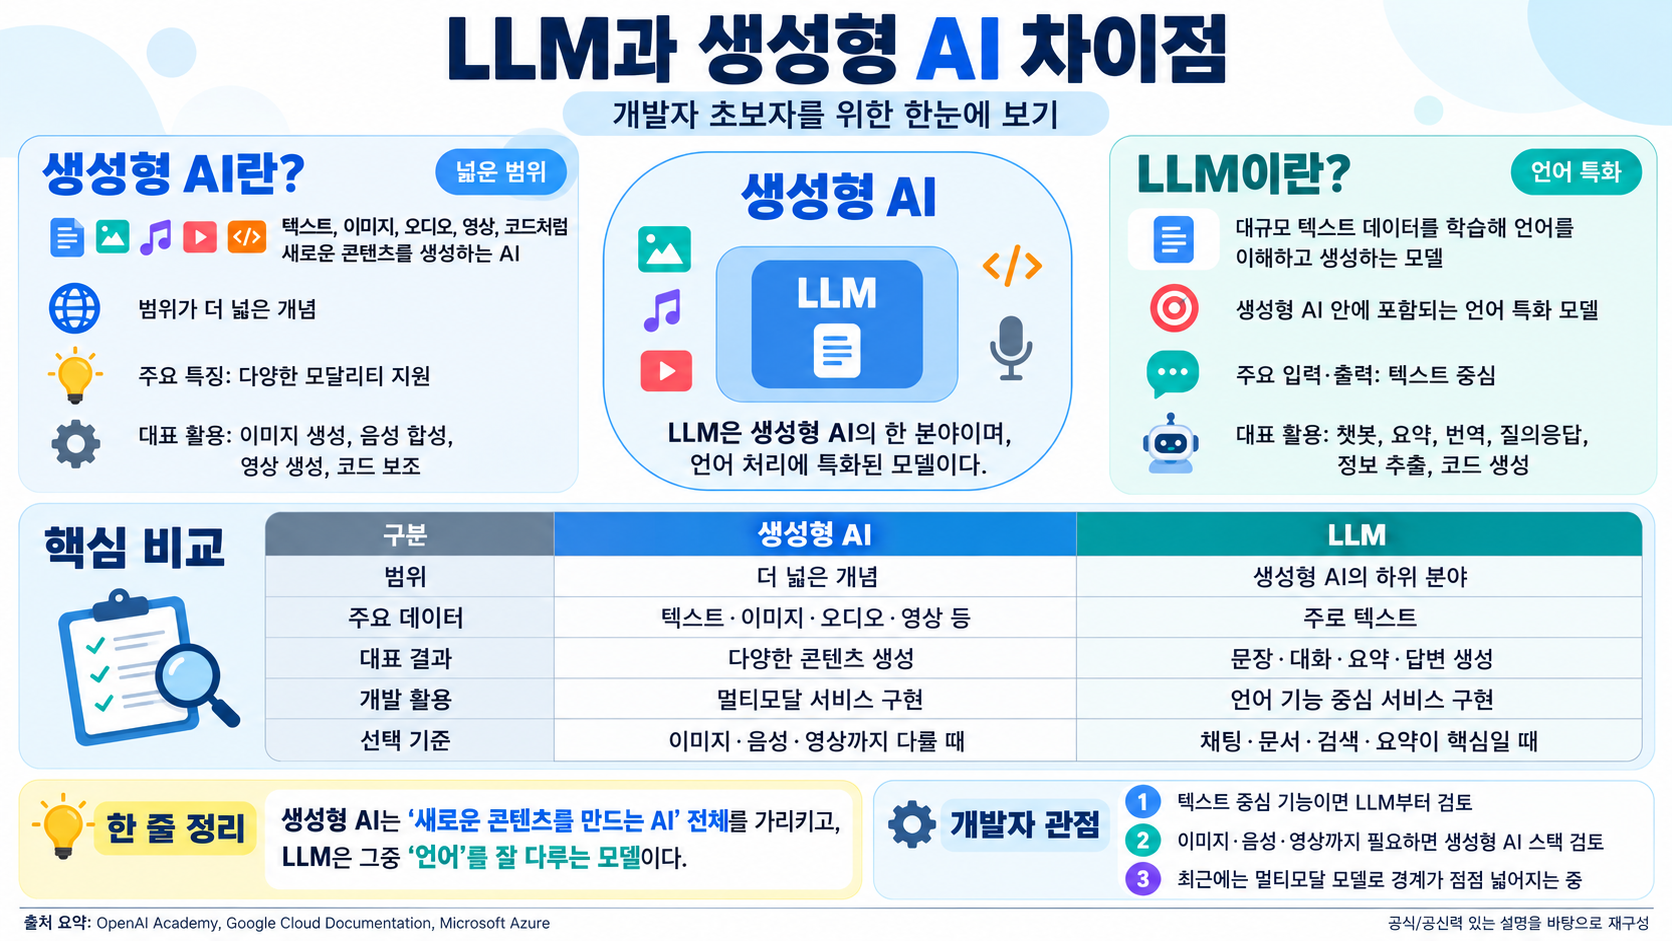 LLM과 생성형 AI 차이점
개발자 초보자를 위한 한눈에 보기
생성형 AI란?
넓운 범위
텍스트, 이미지, 오디오, 영상, 코드처럼
새로운 콘텐츠를 생성하는 AI
범위가 더 넓은 개념
주요 특징: 다양한 모달리티 지원
대표 활용: 이미지 생성, 음성 합성,
영상 생성, 코드 보조
생성형 AI
LLM
LLM은 생성형 AI의 한 분야이며,
언어 처리에 특화된 모델이다.
LLM이란?
언어 특화
대규모 텍스트 데이터를 학습해 언어를
이해하고 생성하는 모델
생성형 AI 안에 포함되는 언어 특화 모델
주요 입력·출력: 텍스트 중심
대표 활용: 챗봇, 요약, 번역, 질의응답,
정보 추출, 코드 생성
핵심 비교
구분 생성형 AI LLM
범위 더 넓은 개념 생성형 AI의 하위 분야
주요 데이터 텍스트·이미지·오디오·영상 등 주로 텍스트
대표 결과 다양한 콘텐츠 생성 문장·대화·요약·답변 생성
개발 활용 멀티모달 서비스 구현 언어 기능 중심 서비스 구현
선택 기준 이미지·음성·영상까지 다룰 때 채팅·문서·검색·요약이 핵심일 때
한 줄 정리
생성형 AI는 ‘새로운 콘텐츠를 만드는 AI’ 전체를 가리키고,
LLM은 그중 ‘언어’를 잘 다루는 모델이다.
개발자 관점
1 텍스트 중심 기능이면 LLM부터 검토
2 이미지·음성·영상까지 필요하면 생성형 AI 스택 검토
3 최근에는 멀티모달 모델로 경계가 점점 넓어지는 중
출처 요약: OpenAI Academy, Google Cloud Documentation, Microsoft Azure
공식/공신력 있는 설명을 바탕으로 재구성